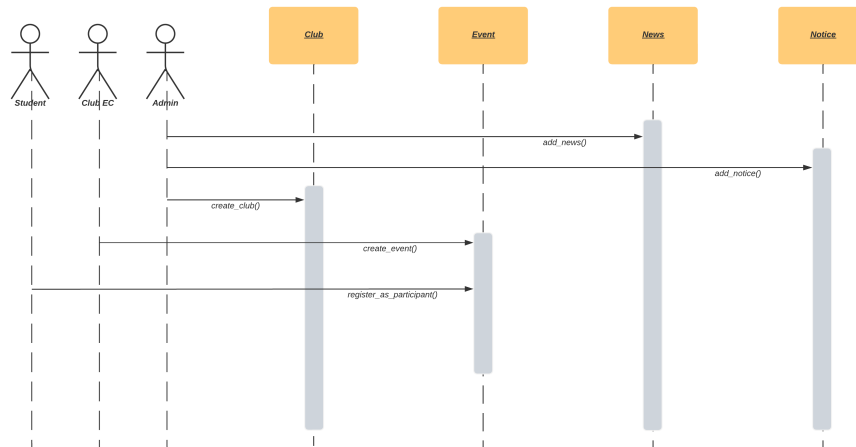 Club
Event
News
Notice
Student
Club EC
Admin
add_news()
add_notice()
create_club()
create_event()
register_as_participant()